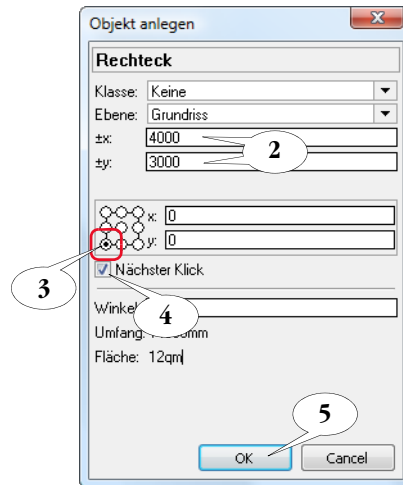 Objekt anlegen
Rechteck
Klasse: Keine
Ebene: Grundriss
±x: 4000
2
±y: 3000
x: 0
y: 0
3
Nächster Klick
4
Winkel
Umfang: mm
Fläche: 12qm
5
OK Cancel